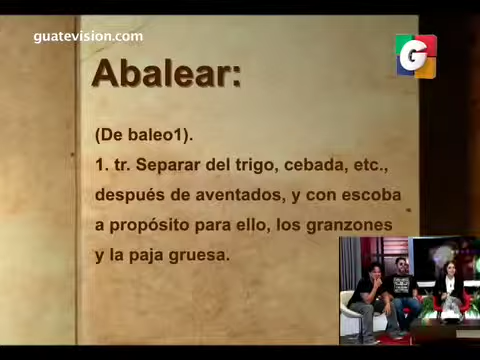 guatevision.com
G
Abalear:
(De baleo1).
1. tr. Separar del trigo, cebada, etc.,
después de aventados, y con escoba
a propósito para ello, los granzones
y la paja gruesa.